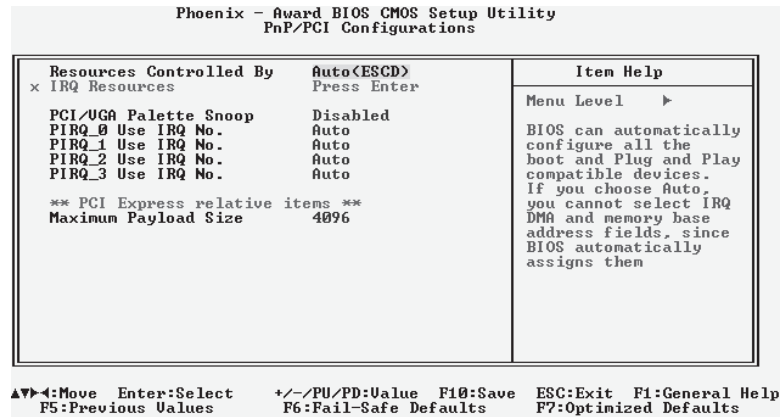 Phoenix - Award BIOS CMOS Setup Utility
PnP/PCI Configurations
Resources Controlled By Auto(ESCD)
x IRQ Resources Press Enter
PCI/VGA Palette Snoop Disabled
PIRQ_0 Use IRQ No. Auto
PIRQ_1 Use IRQ No. Auto
PIRQ_2 Use IRQ No. Auto
PIRQ_3 Use IRQ No. Auto
** PCI Express relative items **
Maximum Payload Size 4096
Item Help
Menu Level ▶
BIOS can automatically
configure all the
boot and Plug and Play
compatible devices.
If you choose Auto,
you cannot select IRQ
DMA and memory base
address fields, since
BIOS automatically
assigns them
▲▼▶◀:Move Enter:Select +/-/PU/PD:Value F10:Save ESC:Exit F1:General Help
F5:Previous Values F6:Fail-Safe Defaults F7:Optimized Defaults